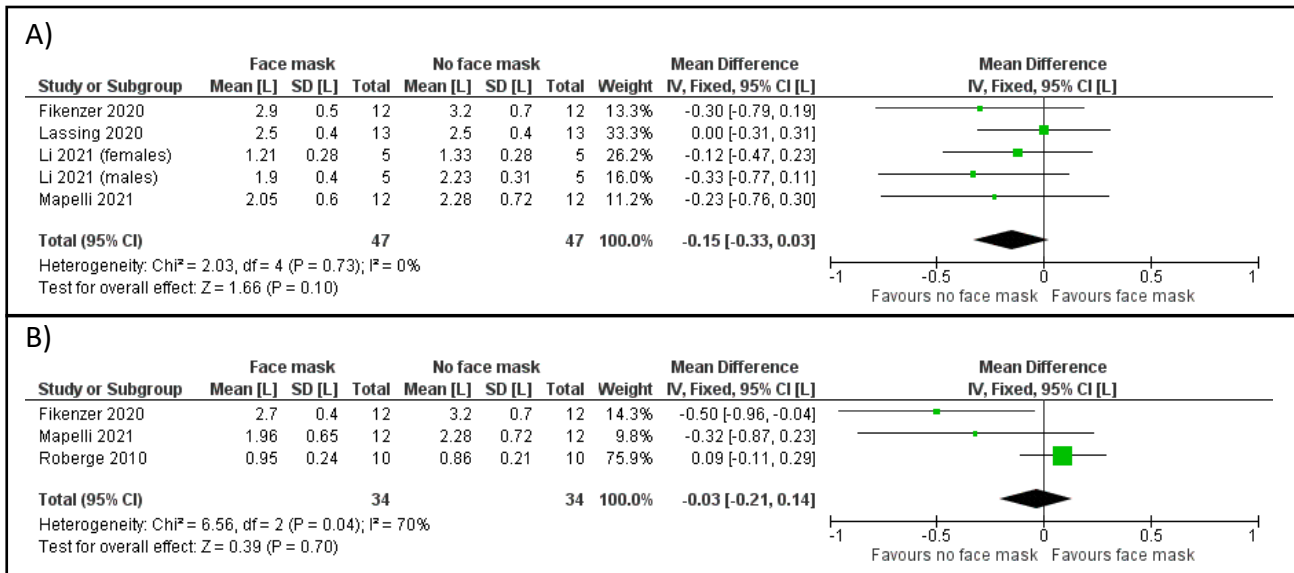 A)
Face mask No face mask Mean Difference Mean Difference
Study or Subgroup Mean [L] SD [L] Total Mean [L] SD [L] Total Weight IV, Fixed, 95% CI [L] IV, Fixed, 95% CI [L]
Fikenzer 2020 2.9 0.5 12 3.2 0.7 12 13.3% -0.30 [-0.79, 0.19]
Lassing 2020 2.5 0.4 13 2.5 0.4 13 33.3% 0.00 [-0.31, 0.31]
Li 2021 (females) 1.21 0.28 5 1.33 0.28 5 26.2% -0.12 [-0.47, 0.23]
Li 2021 (males) 1.9 0.4 5 2.23 0.31 5 16.0% -0.33 [-0.77, 0.11]
Mapelli 2021 2.05 0.6 12 2.28 0.72 12 11.2% -0.23 [-0.76, 0.30]
Total (95% CI) 47 47 100.0% -0.15 [-0.33, 0.03]
Heterogeneity: Chi² = 2.03, df = 4 (P = 0.73); I² = 0%
Test for overall effect: Z = 1.66 (P = 0.10)
-1 -0.5 0 0.5 1
Favours no face mask Favours face mask
B)
Face mask No face mask Mean Difference Mean Difference
Study or Subgroup Mean [L] SD [L] Total Mean [L] SD [L] Total Weight IV, Fixed, 95% CI [L] IV, Fixed, 95% CI [L]
Fikenzer 2020 2.7 0.4 12 3.2 0.7 12 14.3% -0.50 [-0.96, -0.04]
Mapelli 2021 1.96 0.65 12 2.28 0.72 12 9.8% -0.32 [-0.87, 0.23]
Roberge 2010 0.95 0.24 10 0.86 0.21 10 75.9% 0.09 [-0.11, 0.29]
Total (95% CI) 34 34 100.0% -0.03 [-0.21, 0.14]
Heterogeneity: Chi² = 6.56, df = 2 (P = 0.04); I² = 70%
Test for overall effect: Z = 0.39 (P = 0.70)
-1 -0.5 0 0.5 1
Favours no face mask Favours face mask